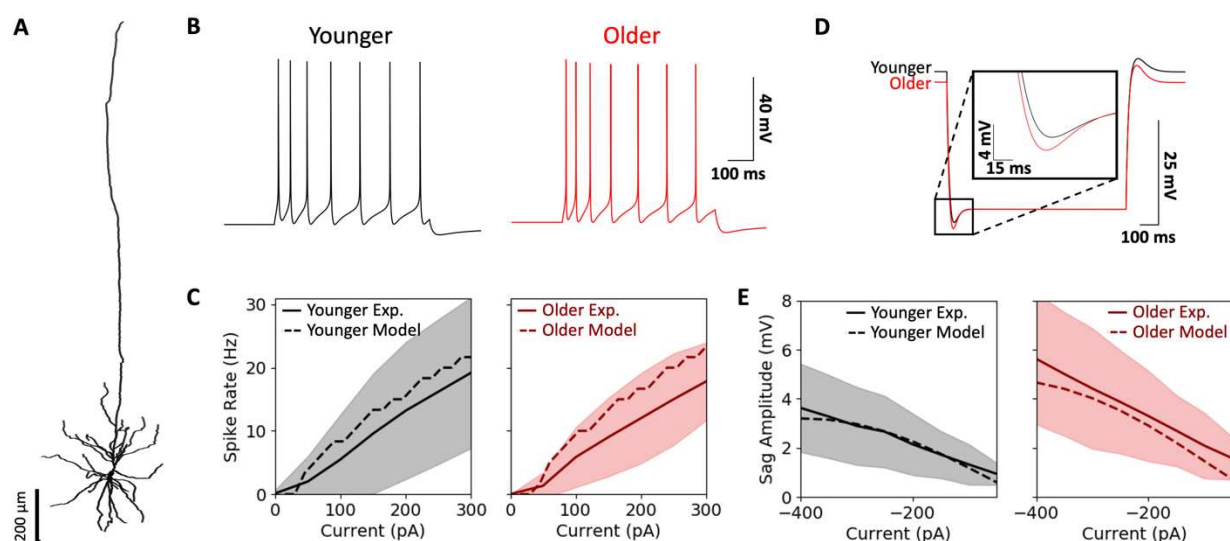 A
200 µm
B
Younger
Older
40 mV
100 ms
C
Spike Rate (Hz)
30
20
10
0
Younger Exp.
Younger Model
0
100
200
300
Current (pA)
Older Exp.
Older Model
0
100
200
300
Current (pA)
D
Younger
Older
4 mV
15 ms
25 mV
100 ms
E
Sag Amplitude (mV)
8
6
4
2
0
Younger Exp.
Younger Model
−400
−200
Current (pA)
Older Exp.
Older Model
−400
−200
Current (pA)